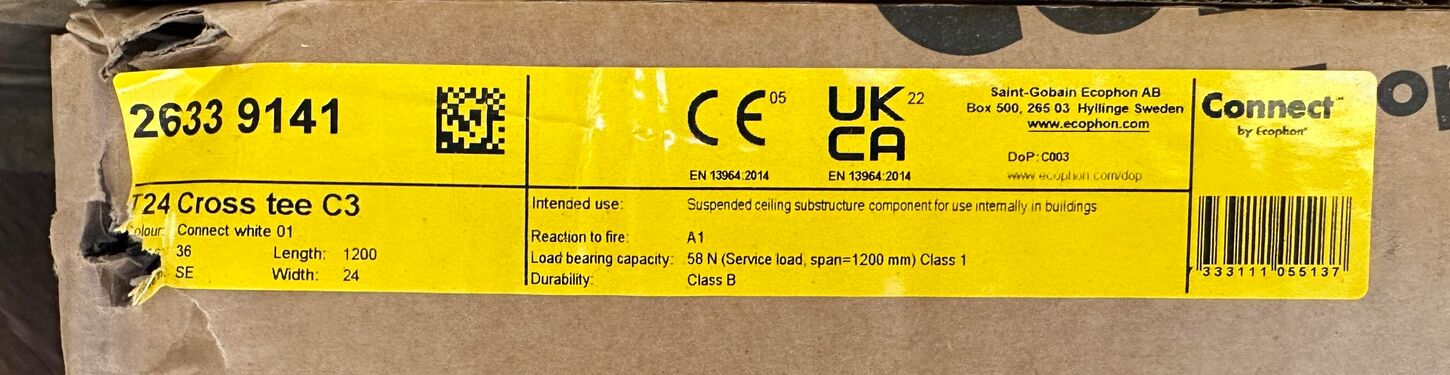 2633 9141
T24 Cross tee C3
olour: Connect white 01
36 Length: 1200
SE Width: 24
CE 05
EN 13964:2014
UK CA 22
EN 13964:2014
Saint-Gobain Ecophon AB
Box 500, 265 03 Hyllinge Sweden
www.ecophon.com
DoP: C003
www.ecophon.com/dop
Intended use: Suspended ceiling substructure component for use internally in buildings
Reaction to fire: A1
Load bearing capacity: 58 N (Service load, span=1200 mm) Class 1
Durability: Class B
Connect™
by Ecophon®
7 333111 055137